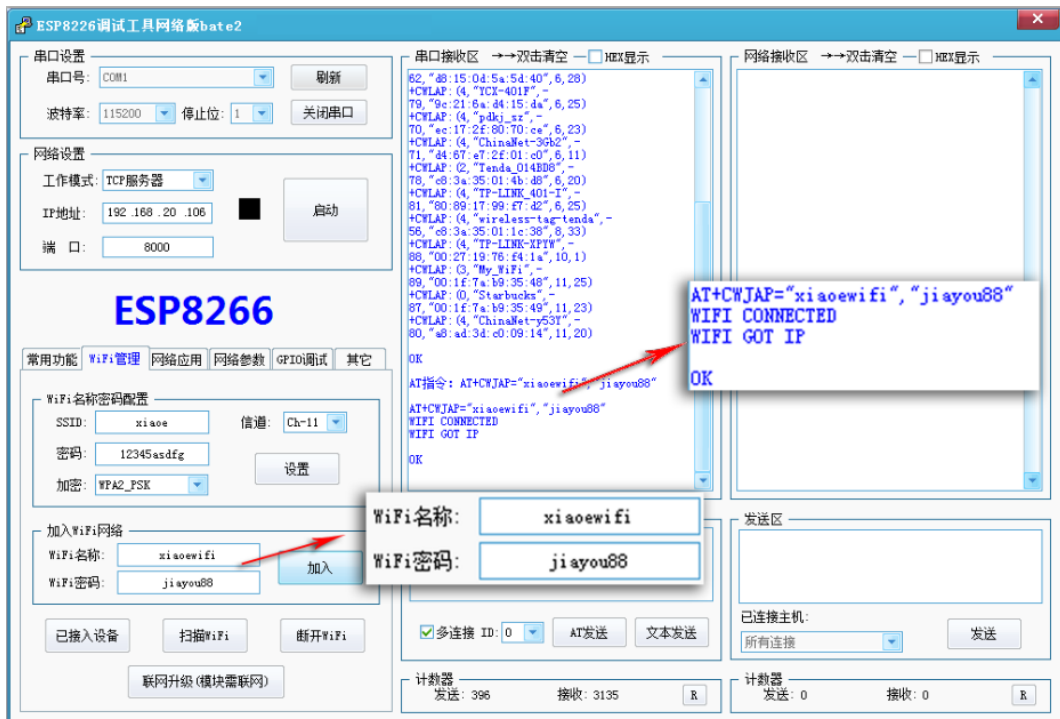 ESP8226调试工具网络版bate2
串口设置
串口号: COM1 刷新
波特率: 115200 停止位: 1 关闭串口
网络设置
工作模式: TCP服务器
IP地址: 192 .168 . 20 .106 启动
端 口: 8000
ESP8266
常用功能 WiFi管理 网络应用 网络参数 GPIO调试 其它
WiFi名称密码配置
SSID: xiaoe 信道: Ch-11
密码: 12345asdfg 设置
加密: WPA2_PSK
加入WiFi网络
WiFi名称: xiaoewifi
WiFi密码: jiayou88
加入
已接入设备 扫描WiFi 断开WiFi
联网升级(模块需联网)
串口接收区 →→双击清空 HEX显示
62,"d8:15:0d:5a:5d:40",6,28)
+CWLAP:(4,"YCX-401F",-
79,"9c:21:6a:d4:15:da",6,25)
+CWLAP:(4,"pdkj_sz",-
70,"ec:17:2f:80:70:ce",6,23)
+CWLAP:(4,"ChinaNet-3Gb2",-
71,"d4:67:e7:2f:01:c0",6,11)
+CWLAP:(2,"Tenda_014BD8",-
78,"c8:3a:35:01:4b:d8",6,20)
+CWLAP:(4,"TP-LINK_401-I",-
81,"80:89:17:99:f7:d2",6,25)
+CWLAP:(4,"wireless-tag-tenda",-
56,"c8:3a:35:01:1c:38",8,33)
+CWLAP:(4,"TP-LINK-XPYW",-
88,"00:27:19:76:f4:1a",10,1)
+CWLAP:(3,"My_WiFi",-
89,"00:1f:7a:b9:35:48",11,25)
+CWLAP:(0,"Starbucks",-
87,"00:1f:7a:b9:35:49",11,23)
+CWLAP:(4,"ChinaNet-y53Y",-
80,"a8:ad:3d:c0:09:14",11,20)
OK
AT指令: AT+CWJAP="xiaoewifi","jiayou88"
AT+CWJAP="xiaoewifi","jiayou88"
WIFI CONNECTED
WIFI GOT IP
OK
WiFi名称: xiaoewifi
WiFi密码: jiayou88
多连接 ID: 0 AT发送 文本发送
计数器
发送: 396 接收: 3135 R
网络接收区 →→双击清空 HEX显示
AT+CWJAP="xiaoewifi","jiayou88"
WIFI CONNECTED
WIFI GOT IP
OK
发送区
已连接主机:
所有连接 发送
计数器
发送: 0 接收: 0 R